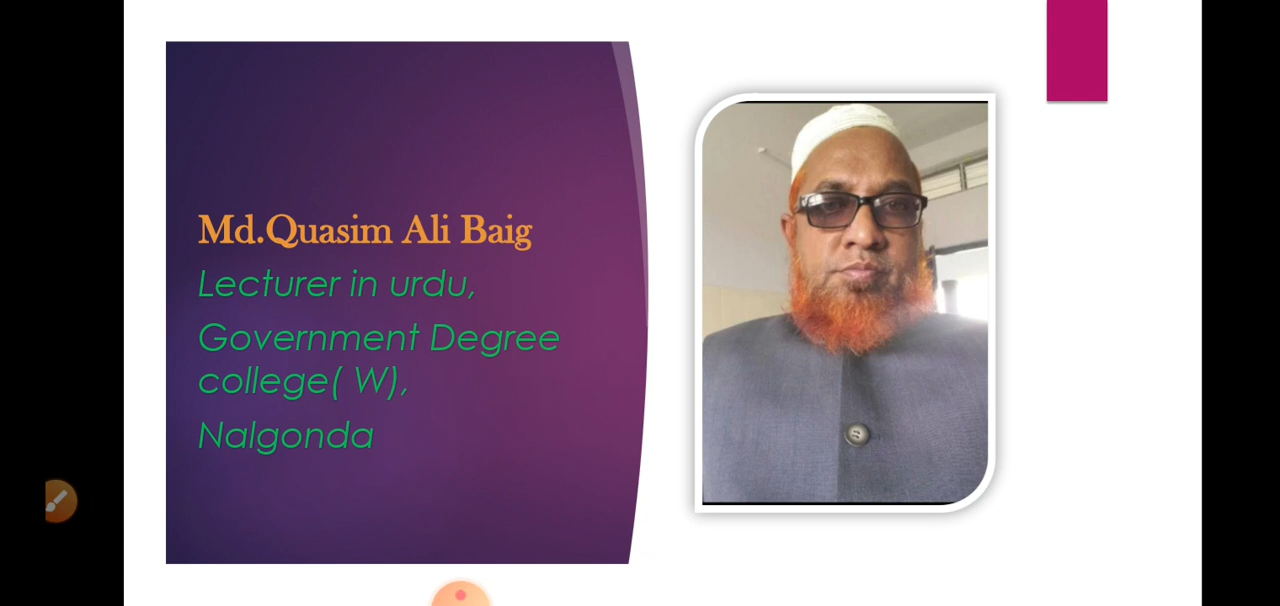 Md.Quasim Ali Baig
Lecturer in urdu,
Government Degree
college( W),
Nalgonda